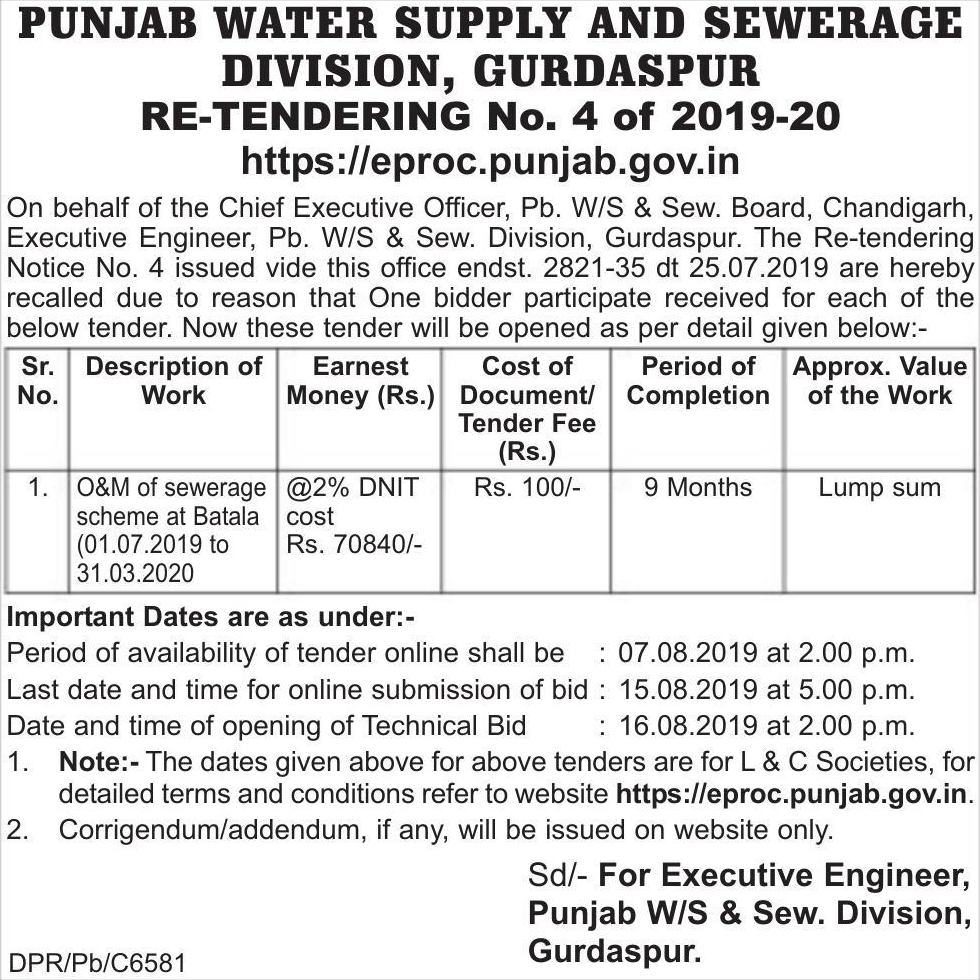 PUNJAB WATER SUPPLY AND SEWERAGE
DIVISION, GURDASPUR
RE-TENDERING No. 4 of 2019-20
https://eproc.punjab.gov.in
On behalf of the Chief Executive Officer, Pb. W/S & Sew. Board, Chandigarh,
Executive Engineer, Pb. W/S & Sew. Division, Gurdaspur. The Re-tendering
Notice No. 4 issued vide this office endst. 2821-35 dt 25.07.2019 are hereby
recalled due to reason that One bidder participate received for each of the
below tender. Now these tender will be opened as per detail given below:-
Sr. No.
Description of Work
Earnest Money (Rs.)
Cost of Document/ Tender Fee (Rs.)
Period of Completion
Approx. Value of the Work
1.
O&M of sewerage
scheme at Batala
(01.07.2019 to
31.03.2020
@2% DNIT
cost
Rs. 70840/-
Rs. 100/-
9 Months
Lump sum
Important Dates are as under:-
Period of availability of tender online shall be : 07.08.2019 at 2.00 p.m.
Last date and time for online submission of bid : 15.08.2019 at 5.00 p.m.
Date and time of opening of Technical Bid : 16.08.2019 at 2.00 p.m.
1. Note:- The dates given above for above tenders are for L & C Societies, for
detailed terms and conditions refer to website https://eproc.punjab.gov.in.
2. Corrigendum/addendum, if any, will be issued on website only.
Sd/- For Executive Engineer,
Punjab W/S & Sew. Division,
Gurdaspur.
DPR/Pb/C6581